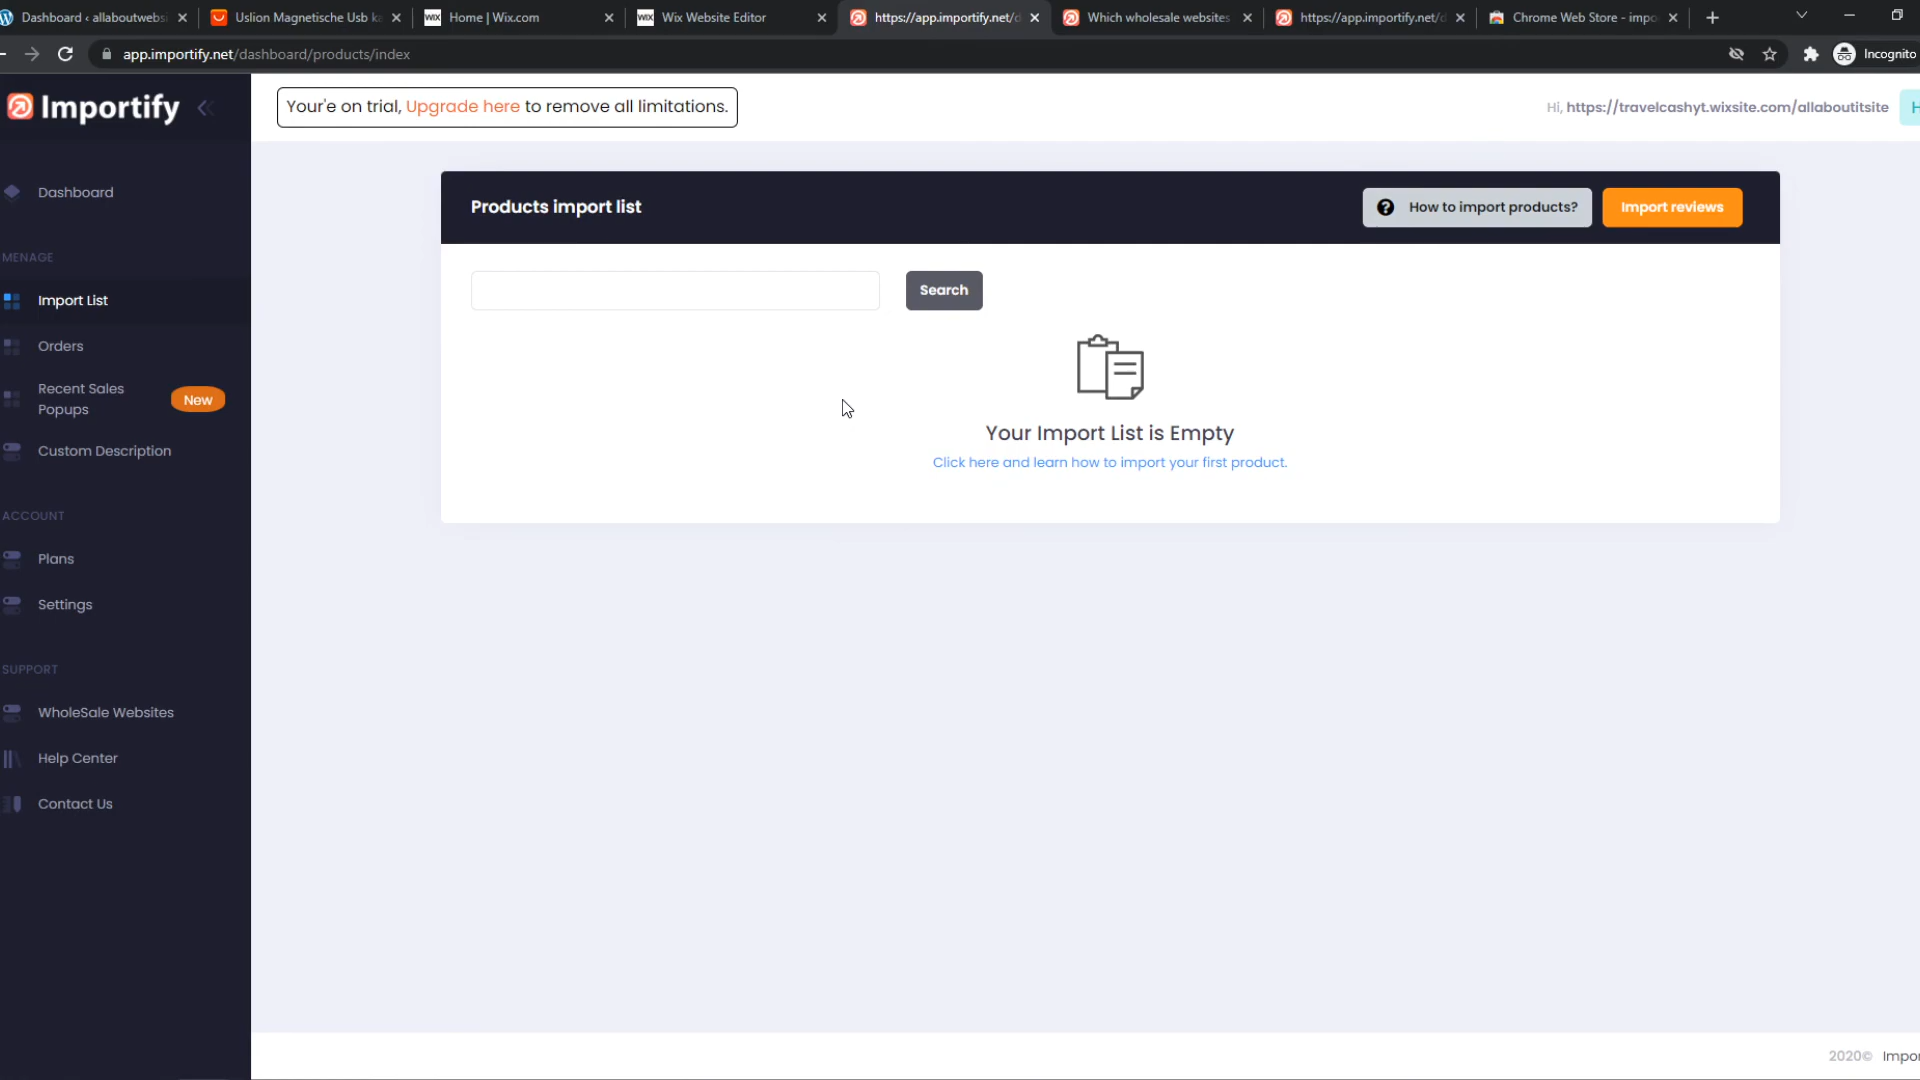 Dashboard ‹ allaboutwebsi
Uslion Magnetische Usb ka
Home | Wix.com
Wix Website Editor
https://app.importify.net/d
Which wholesale websites
https://app.importify.net/d
Chrome Web Store - impo
app.importify.net/dashboard/products/index
Incognito
Importify
Your'e on trial, Upgrade here to remove all limitations.
Hi, https://travelcashyt.wixsite.com/allaboutitsite
H
Dashboard
MENAGE
Import List
Orders
Recent Sales
Popups
New
Custom Description
ACCOUNT
Plans
Settings
SUPPORT
WholeSale Websites
Help Center
Contact Us
Products import list
How to import products?
Import reviews
Search
Your Import List is Empty
Click here and learn how to import your first product.
2020© Impor